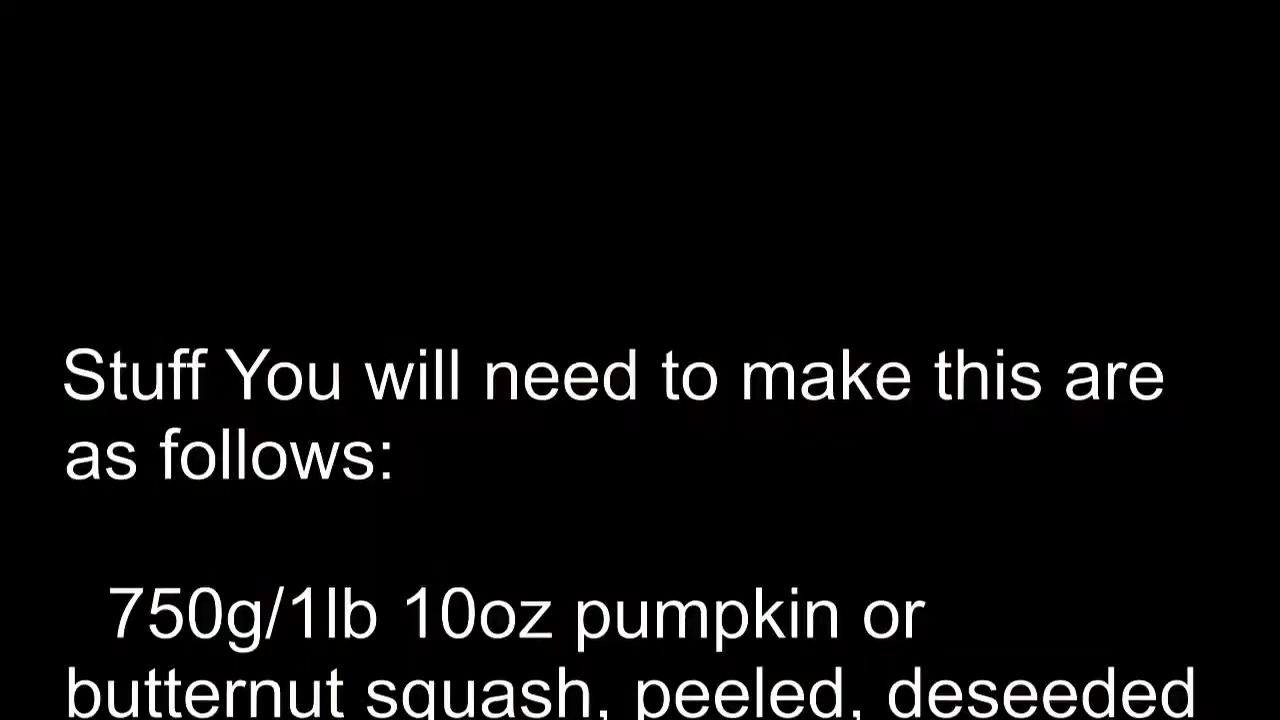 Stuff You will need to make this are
as follows:
750g/1lb 10oz pumpkin or
butternut squash, peeled, deseeded